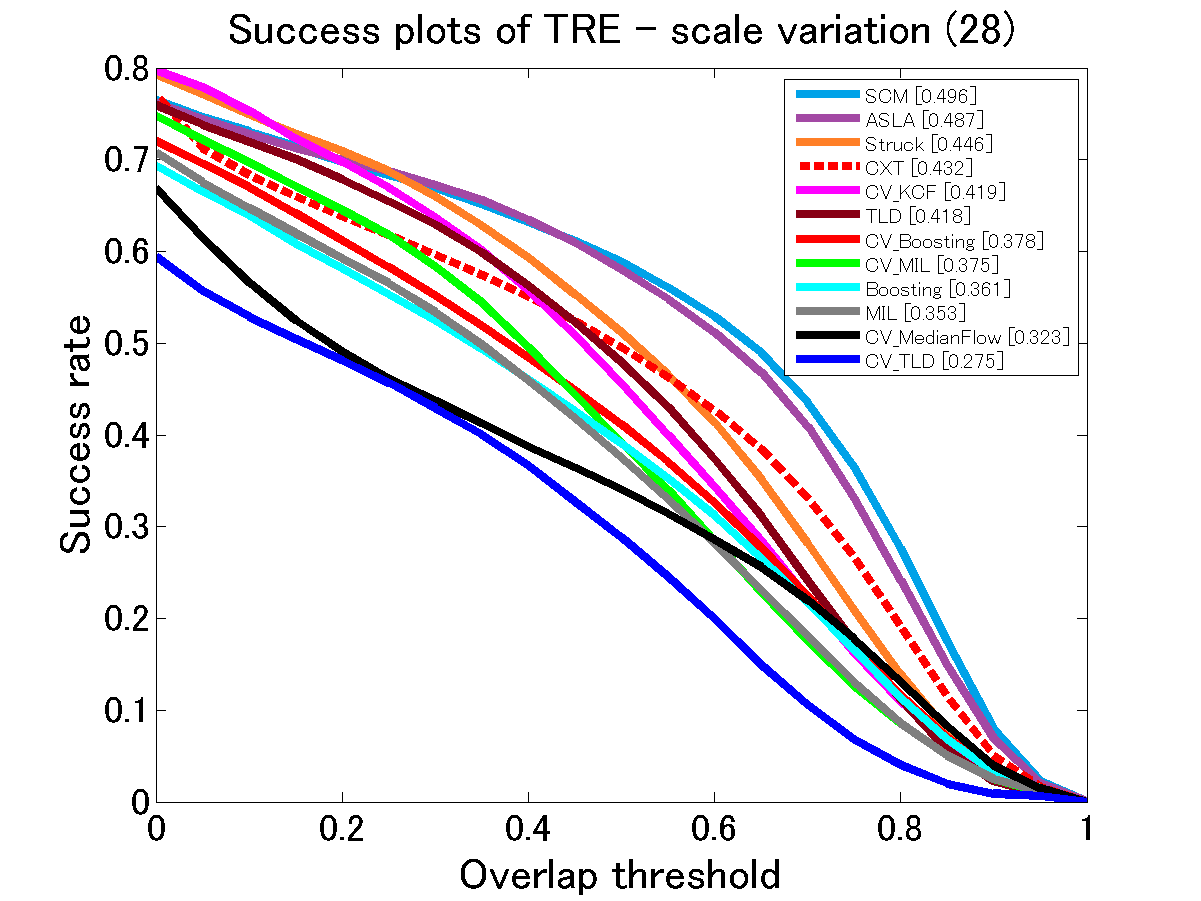 Success plots of TRE − scale variation (28)
SCM [0.496]
ASLA [0.487]
Struck [0.446]
CXT [0.432]
CV_KCF [0.419]
TLD [0.418]
CV_Boosting [0.378]
CV_MIL [0.375]
Boosting [0.361]
MIL [0.353]
CV_MedianFlow [0.323]
CV_TLD [0.275]
Success rate
0.8
0.7
0.6
0.5
0.4
0.3
0.2
0.1
0
0 0.2 0.4 0.6 0.8 1
Overlap threshold